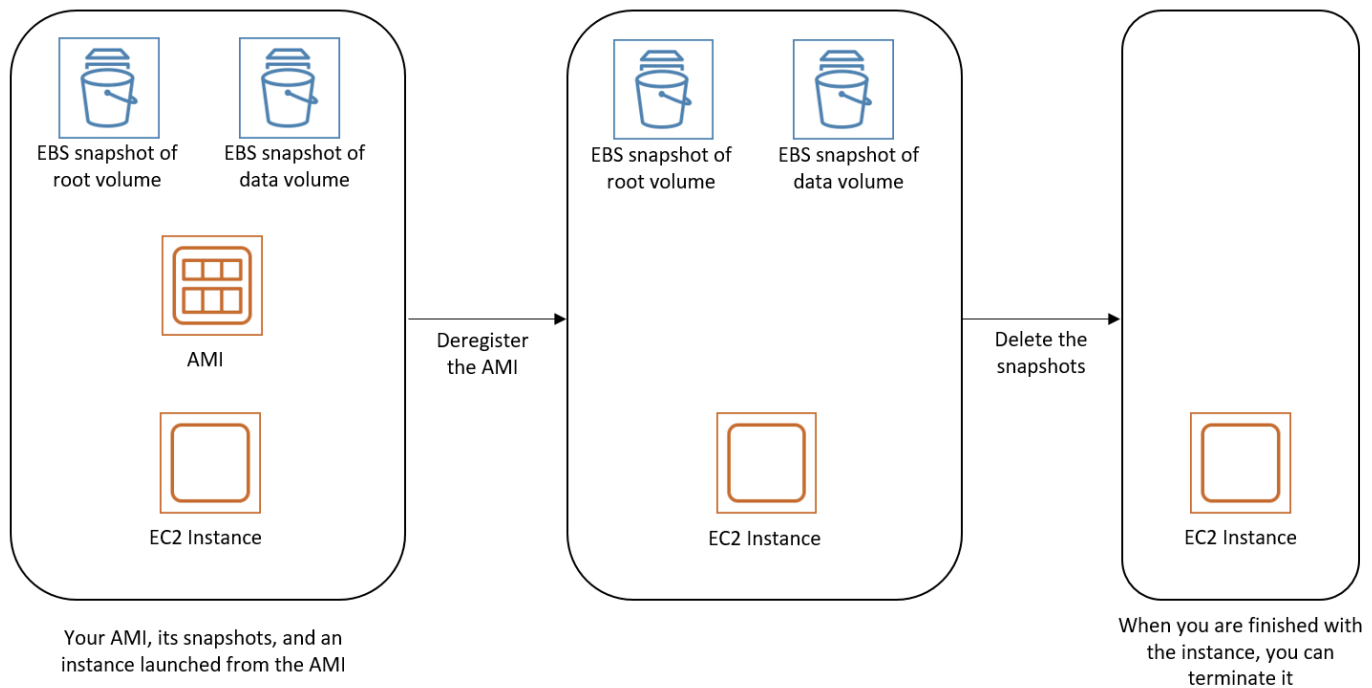 EBS snapshot of
root volume
EBS snapshot of
data volume
AMI
EC2 Instance
Your AMI, its snapshots, and an
instance launched from the AMI
Deregister
the AMI
EBS snapshot of
root volume
EBS snapshot of
data volume
EC2 Instance
Delete the
snapshots
EC2 Instance
When you are finished with
the instance, you can
terminate it